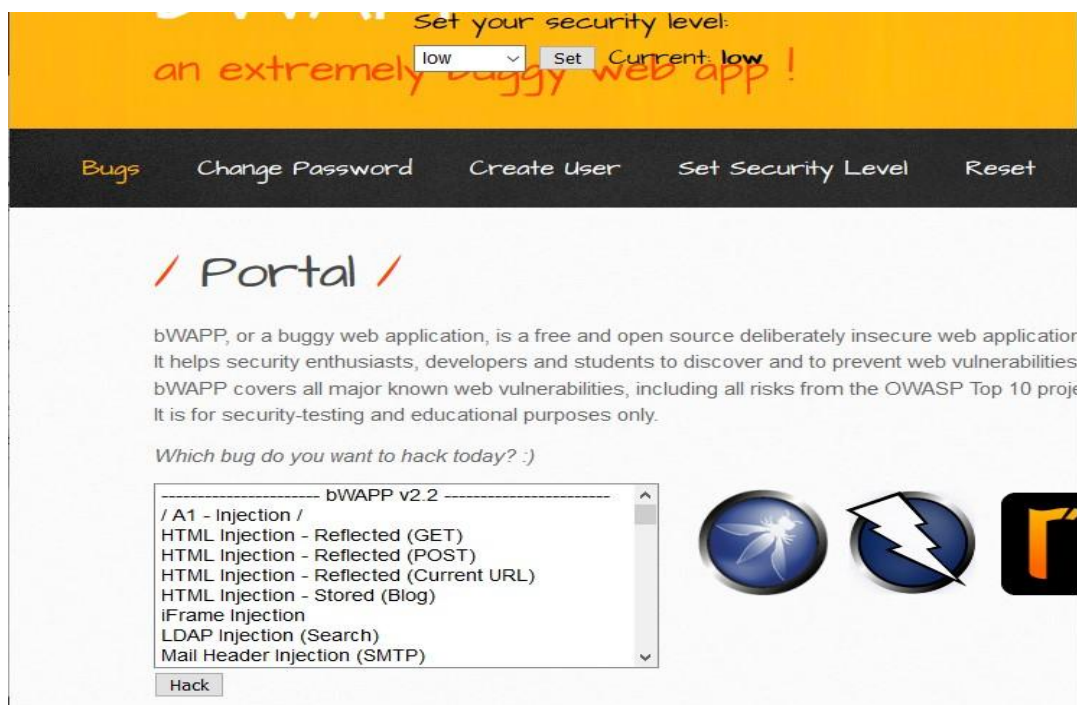 Set your security level:
low Set Current: low
an extremely buggy web app !
Bugs Change Password Create User Set Security Level Reset
/ Portal /
bWAPP, or a buggy web application, is a free and open source deliberately insecure web application
It helps security enthusiasts, developers and students to discover and to prevent web vulnerabilities
bWAPP covers all major known web vulnerabilities, including all risks from the OWASP Top 10 proje
It is for security-testing and educational purposes only.
Which bug do you want to hack today? :)
---------------------- bWAPP v2.2 -----------------------
/ A1 - Injection /
HTML Injection - Reflected (GET)
HTML Injection - Reflected (POST)
HTML Injection - Reflected (Current URL)
HTML Injection - Stored (Blog)
iFrame Injection
LDAP Injection (Search)
Mail Header Injection (SMTP)
Hack